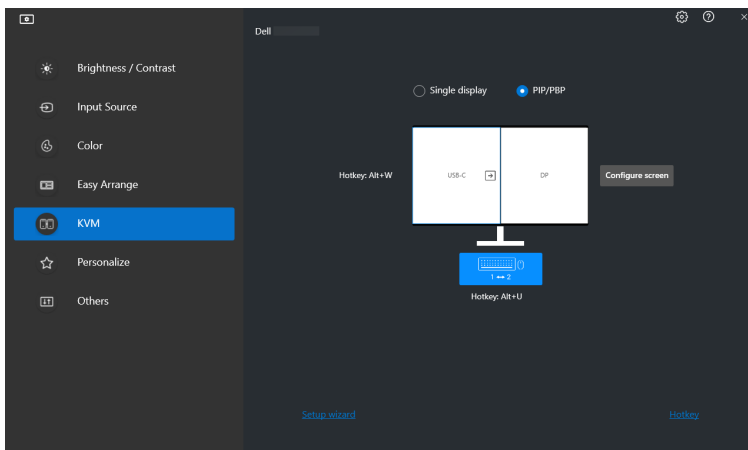 Dell
Brightness / Contrast
Input Source
Color
Easy Arrange
KVM
Personalize
Others
Single display
PIP/PBP
Hotkey: Alt+W
USB-C
DP
Configure screen
1 ↔ 2
Hotkey: Alt+U
Setup wizard
Hotkey